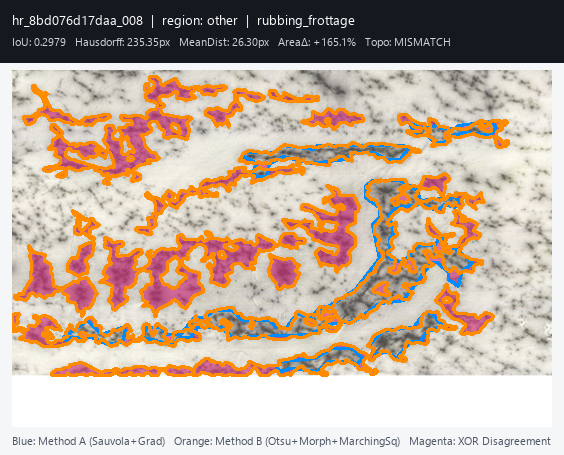 hr_8bd076d17daa_008 | region: other | rubbing_frottage
IoU: 0.2979 Hausdorff: 235.35px MeanDist: 26.30px AreaΔ: +165.1% Topo: MISMATCH
Blue: Method A (Sauvola+Grad) Orange: Method B (Otsu+Morph+MarchingSq) Magenta: XOR Disagreement